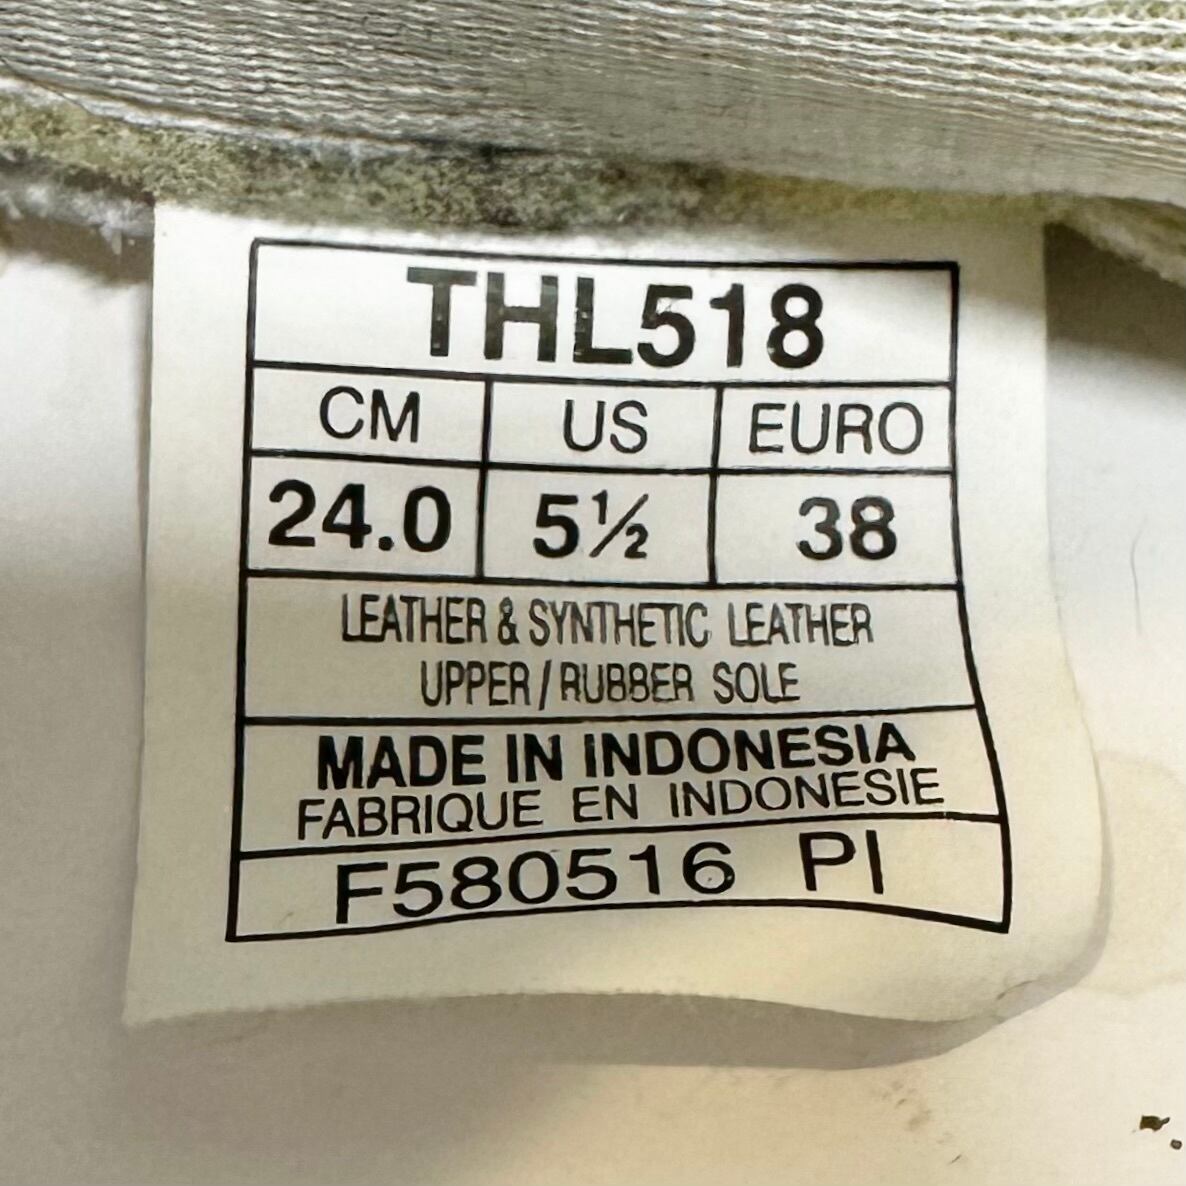 THL518
CM US EURO
24.0 5½ 38
LEATHER & SYNTHETIC LEATHER
UPPER / RUBBER SOLE
MADE IN INDONESIA
FABRIQUE EN INDONESIE
F580516 PI